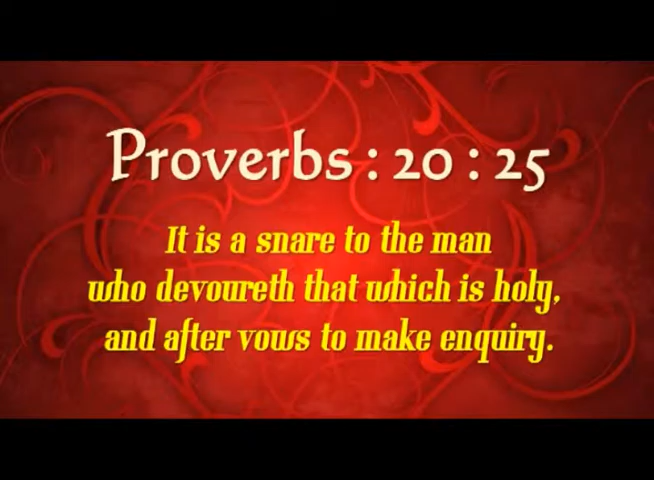 Proverbs : 20 : 25
It is a snare to the man
who devoureth that which is holy,
and after vows to make enquiry.